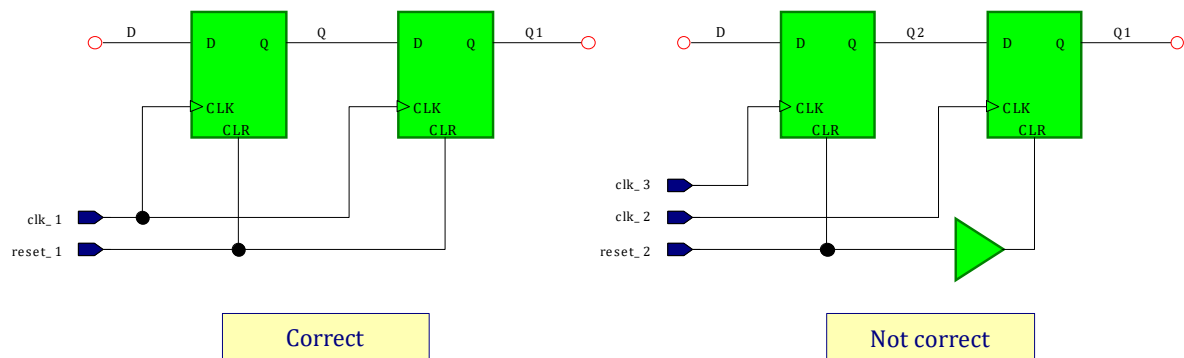 D Q Q1
D Q D Q
CLK CLK
CLR CLR
clk_1
reset_1
Correct
D Q2 Q1
D Q D Q
CLK CLK
CLR CLR
clk_3
clk_2
reset_2
Not correct